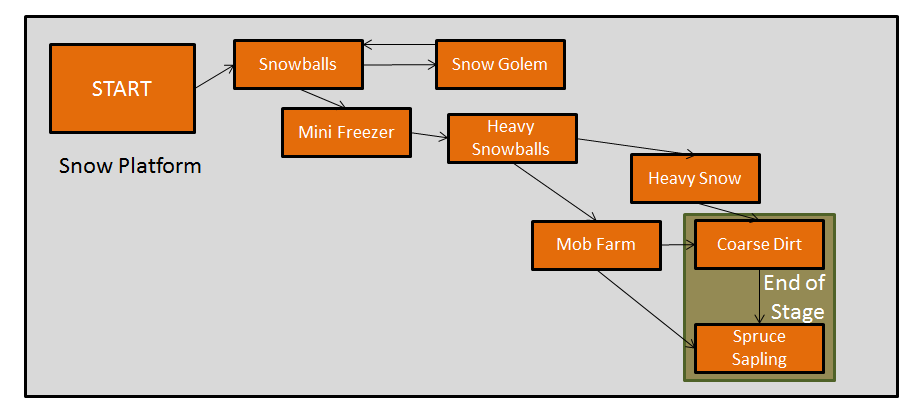 START
Snow Platform
Snowballs
Snow Golem
Mini Freezer
Heavy
Snowballs
Heavy Snow
Mob Farm
Coarse Dirt
End of
Stage
Spruce
Sapling